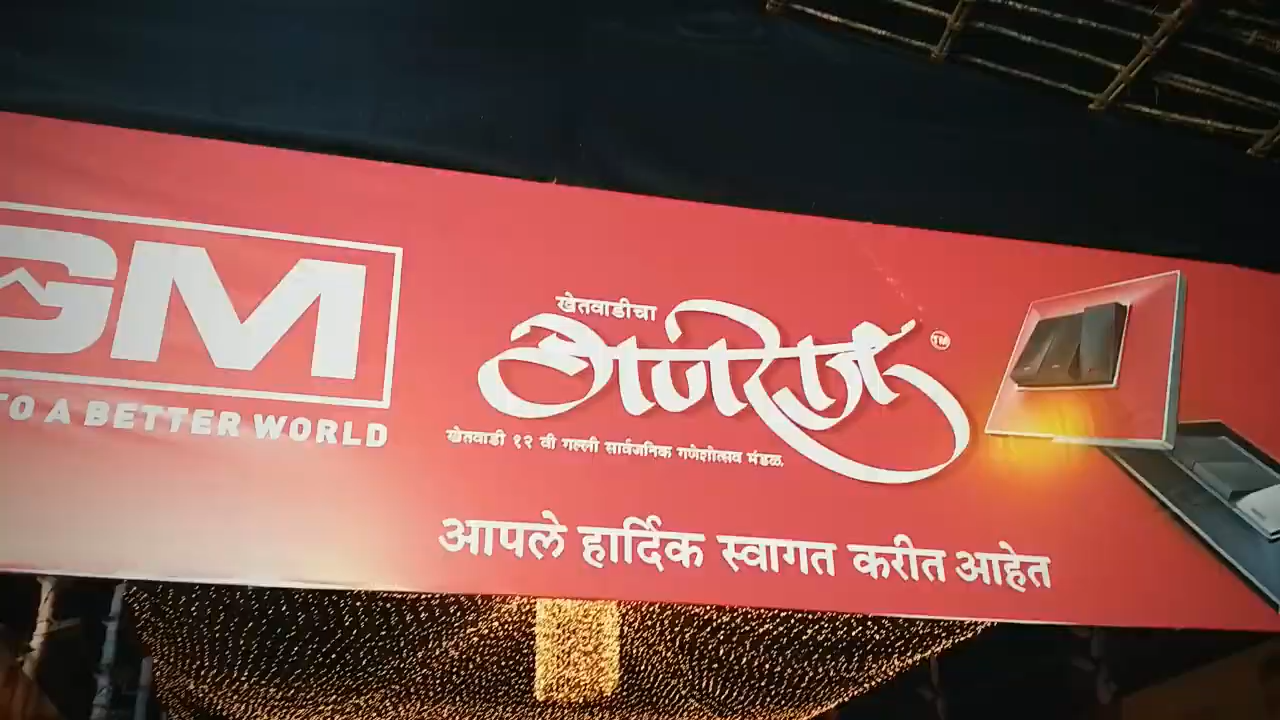 GM
TO A BETTER WORLD
खेतवाडीचा
गणराज TM
खेतवाडी १२ वी गल्ली सार्वजनिक गणेशोत्सव मंडळ.
आपले हार्दिक स्वागत करीत आहेत